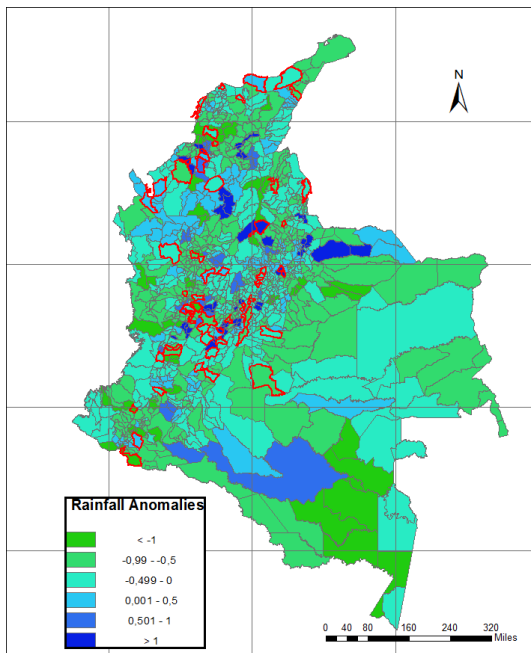 N
Rainfall Anomalies
< -1
-0,99 - -0,5
-0,499 - 0
0,001 - 0,5
0,501 - 1
> 1
0 40 80 160 240 320
Miles